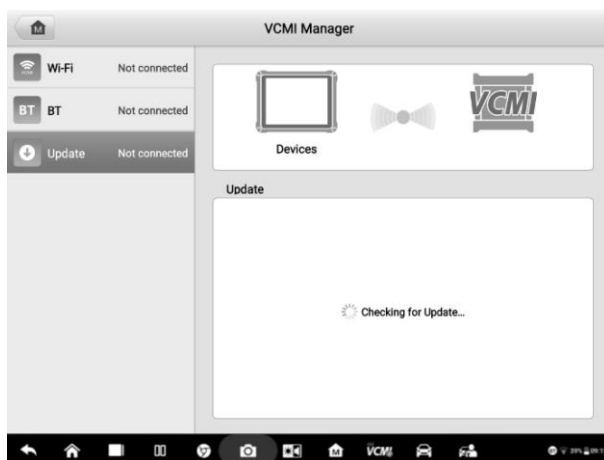 VCMI Manager
Wi-Fi Not connected
BT BT Not connected
Update Not connected
VCMI
Devices
Update
Checking for Update...
M
VCMI